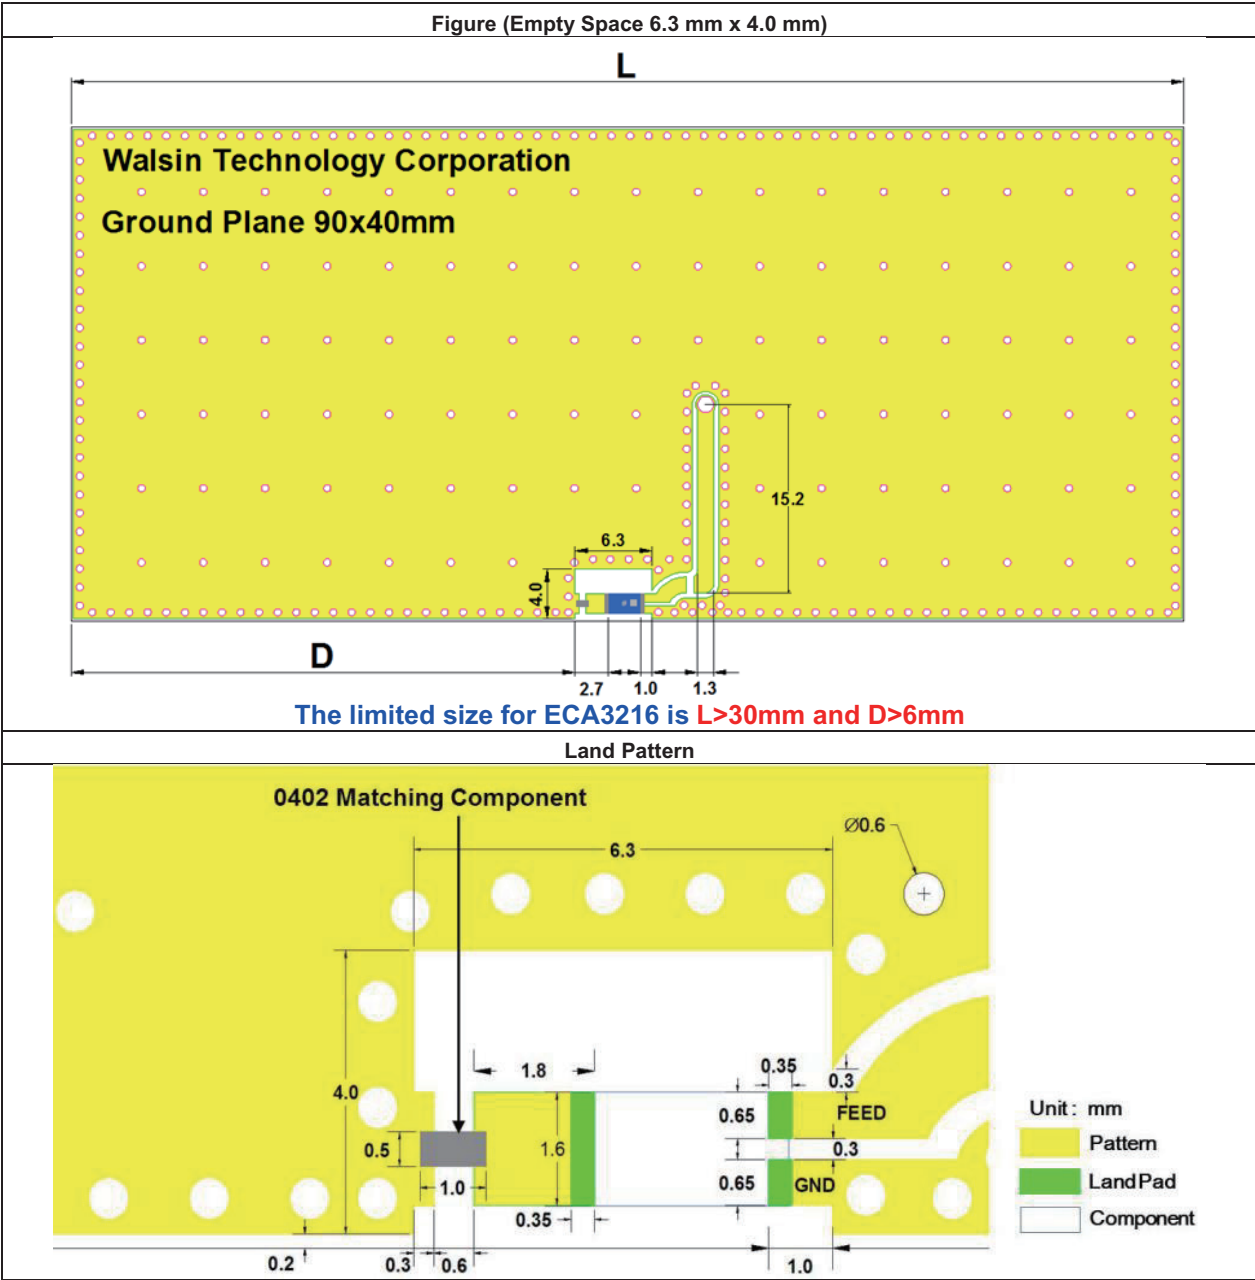 Figure (Empty Space 6.3 mm x 4.0 mm)
L
Walsin Technology Corporation
Ground Plane 90x40mm
15.2
6.3
4.0
D
2.7 1.0 1.3
The limited size for ECA3216 is L>30mm and D>6mm
Land Pattern
0402 Matching Component
Ø0.6
6.3
1.8
0.35
0.3
4.0
0.65
FEED
0.5
1.6
0.3
1.0
0.65
GND
0.35
0.2
0.3
0.6
1.0
Unit : mm
Pattern
Land Pad
Component